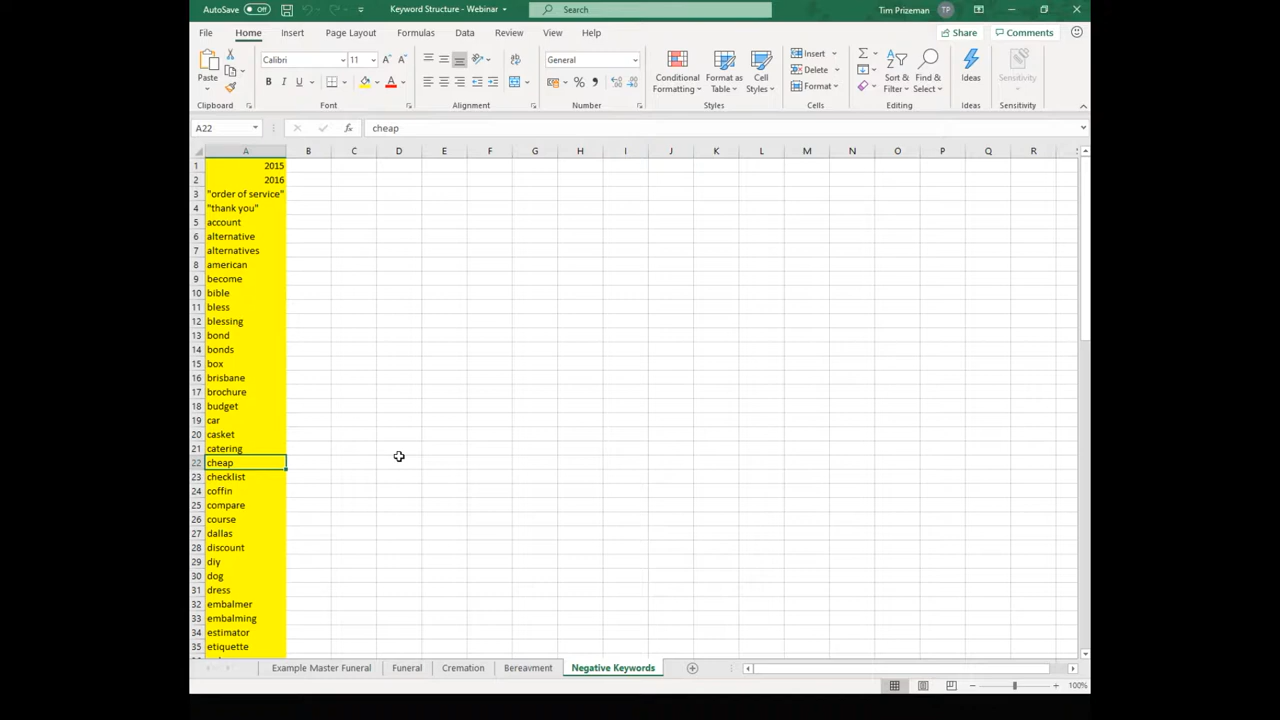 AutoSave Off Keyword Structure - Webinar Search Tim Prizeman TP
File Home Insert Page Layout Formulas Data Review View Help Share Comments
Paste Calibri 11 General Conditional Formatting Format as Table Cell Styles Insert Delete Format Sort & Filter Find & Select Ideas Sensitivity
Clipboard Font Alignment Number Styles Cells Editing Ideas Sensitivity
A22 fx cheap
A B C D E F G H I J K L M N O P Q R
1 2015
2 2016
3 "order of service"
4 "thank you"
5 account
6 alternative
7 alternatives
8 american
9 become
10 bible
11 bless
12 blessing
13 bond
14 bonds
15 box
16 brisbane
17 brochure
18 budget
19 car
20 casket
21 catering
22 cheap
23 checklist
24 coffin
25 compare
26 course
27 dallas
28 discount
29 diy
30 dog
31 dress
32 embalmer
33 embalming
34 estimator
35 etiquette
Example Master Funeral Funeral Cremation Bereavement Negative Keywords
100%